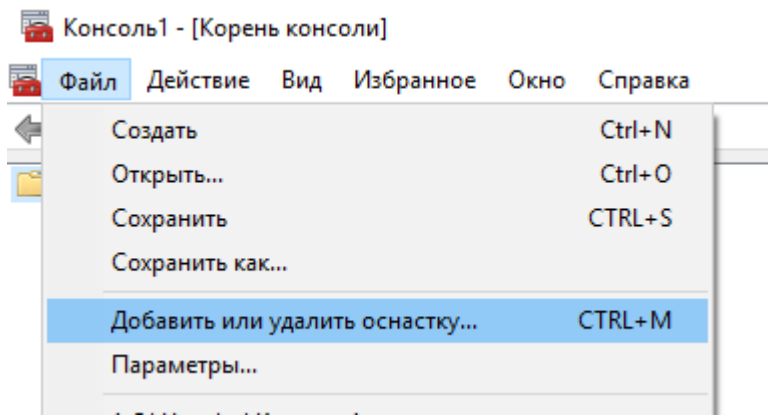 Консоль1 - [Корень консоли]
Файл Действие Вид Избранное Окно Справка
Создать Ctrl+N
Открыть... Ctrl+O
Сохранить CTRL+S
Сохранить как...
Добавить или удалить оснастку... CTRL+M
Параметры...